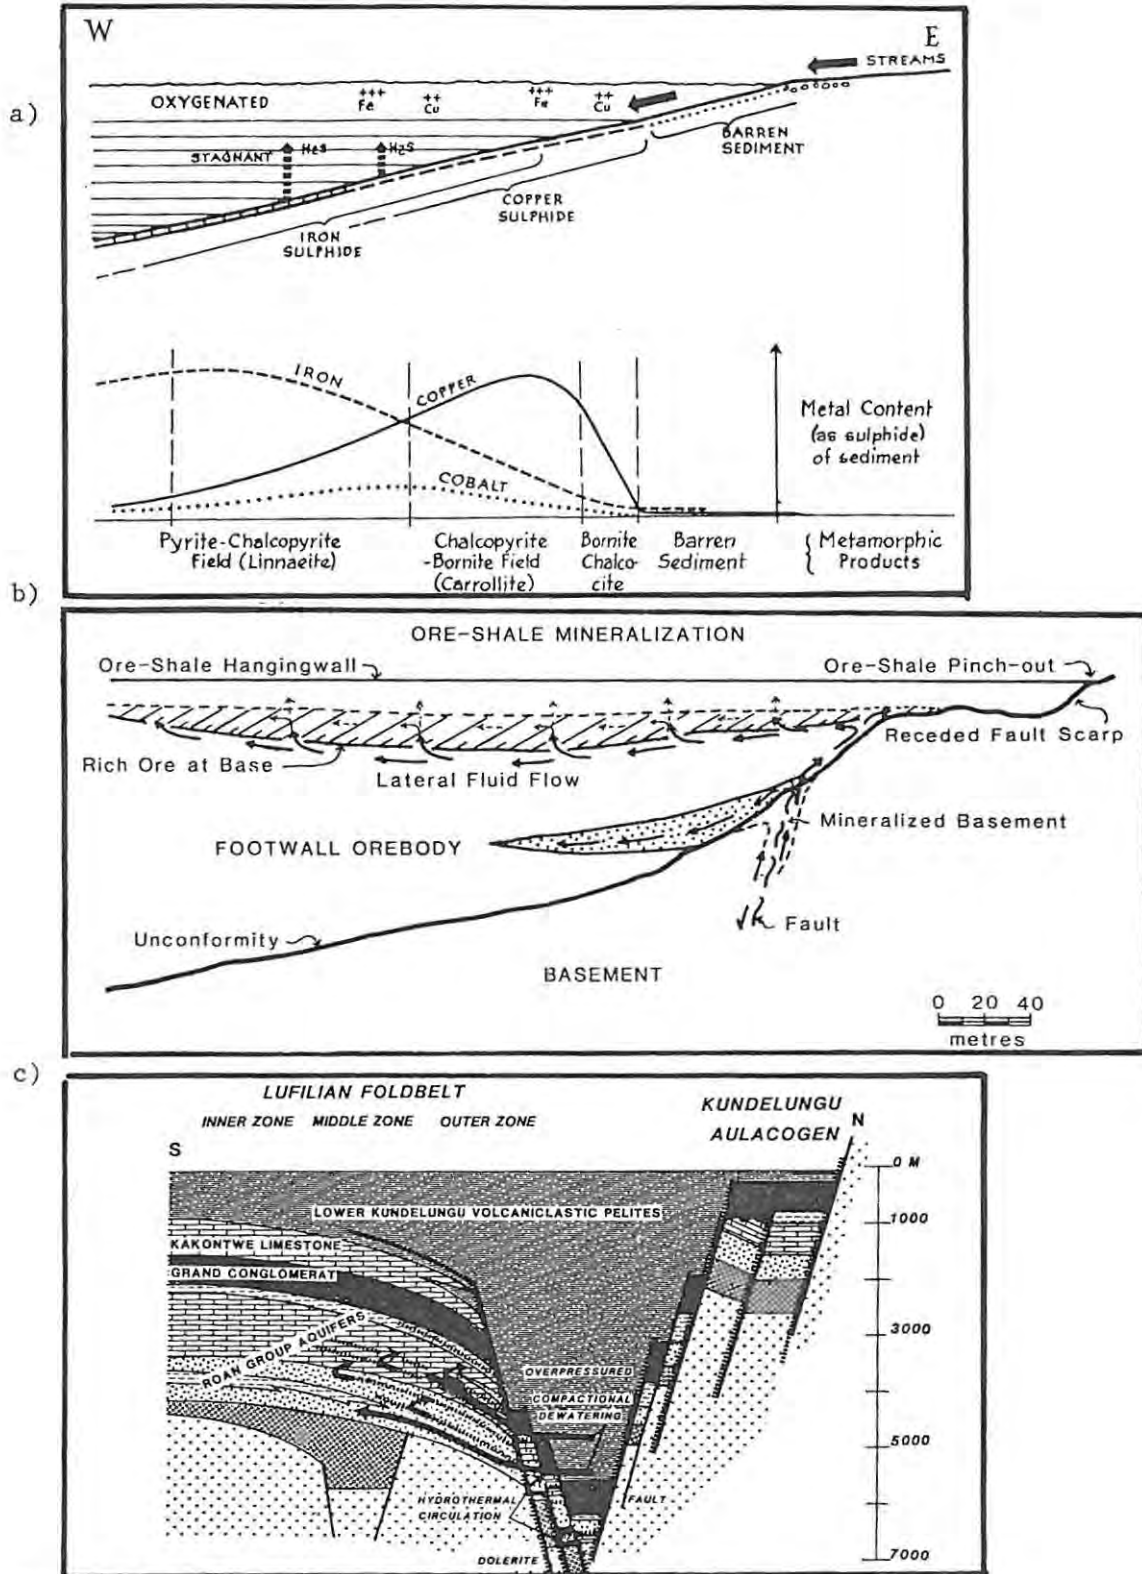 a)
W
E
STREAMS
OXYGENATED
+++
Fe
++
Cu
+++
Fe
++
Cu
BARREN
SEDIMENT
STAGNANT
H2S
H2S
COPPER
SULPHIDE
IRON
SULPHIDE
IRON
COPPER
COBALT
Metal Content
(as sulphide)
of sediment
Pyrite-Chalcopyrite
Field (Linnaeite)
Chalcopyrite
-Bornite Field
(Carrollite)
Bornite
Chalco-
cite
Barren
Sediment
Metamorphic
Products
b)
ORE-SHALE MINERALIZATION
Ore-Shale Hangingwall
Ore-Shale Pinch-out
Rich Ore at Base
Lateral Fluid Flow
Receded Fault Scarp
Mineralized Basement
FOOTWALL OREBODY
Fault
Unconformity
BASEMENT
0 20 40
metres
c)
LUFILIAN FOLDBELT
INNER ZONE MIDDLE ZONE OUTER ZONE
KUNDELUNGU
AULACOGEN
S
N
0 M
LOWER KUNDELUNGU VOLCANICLASTIC PELITES
1000
KAKONTWE LIMESTONE
GRAND CONGLOMERAT
3000
ROAN GROUP AQUIFERS
OVERPRESSURED
COMPACTIONAL
DEWATERING
5000
HYDROTHERMAL
CIRCULATION
FAULT
DOLERITE
7000